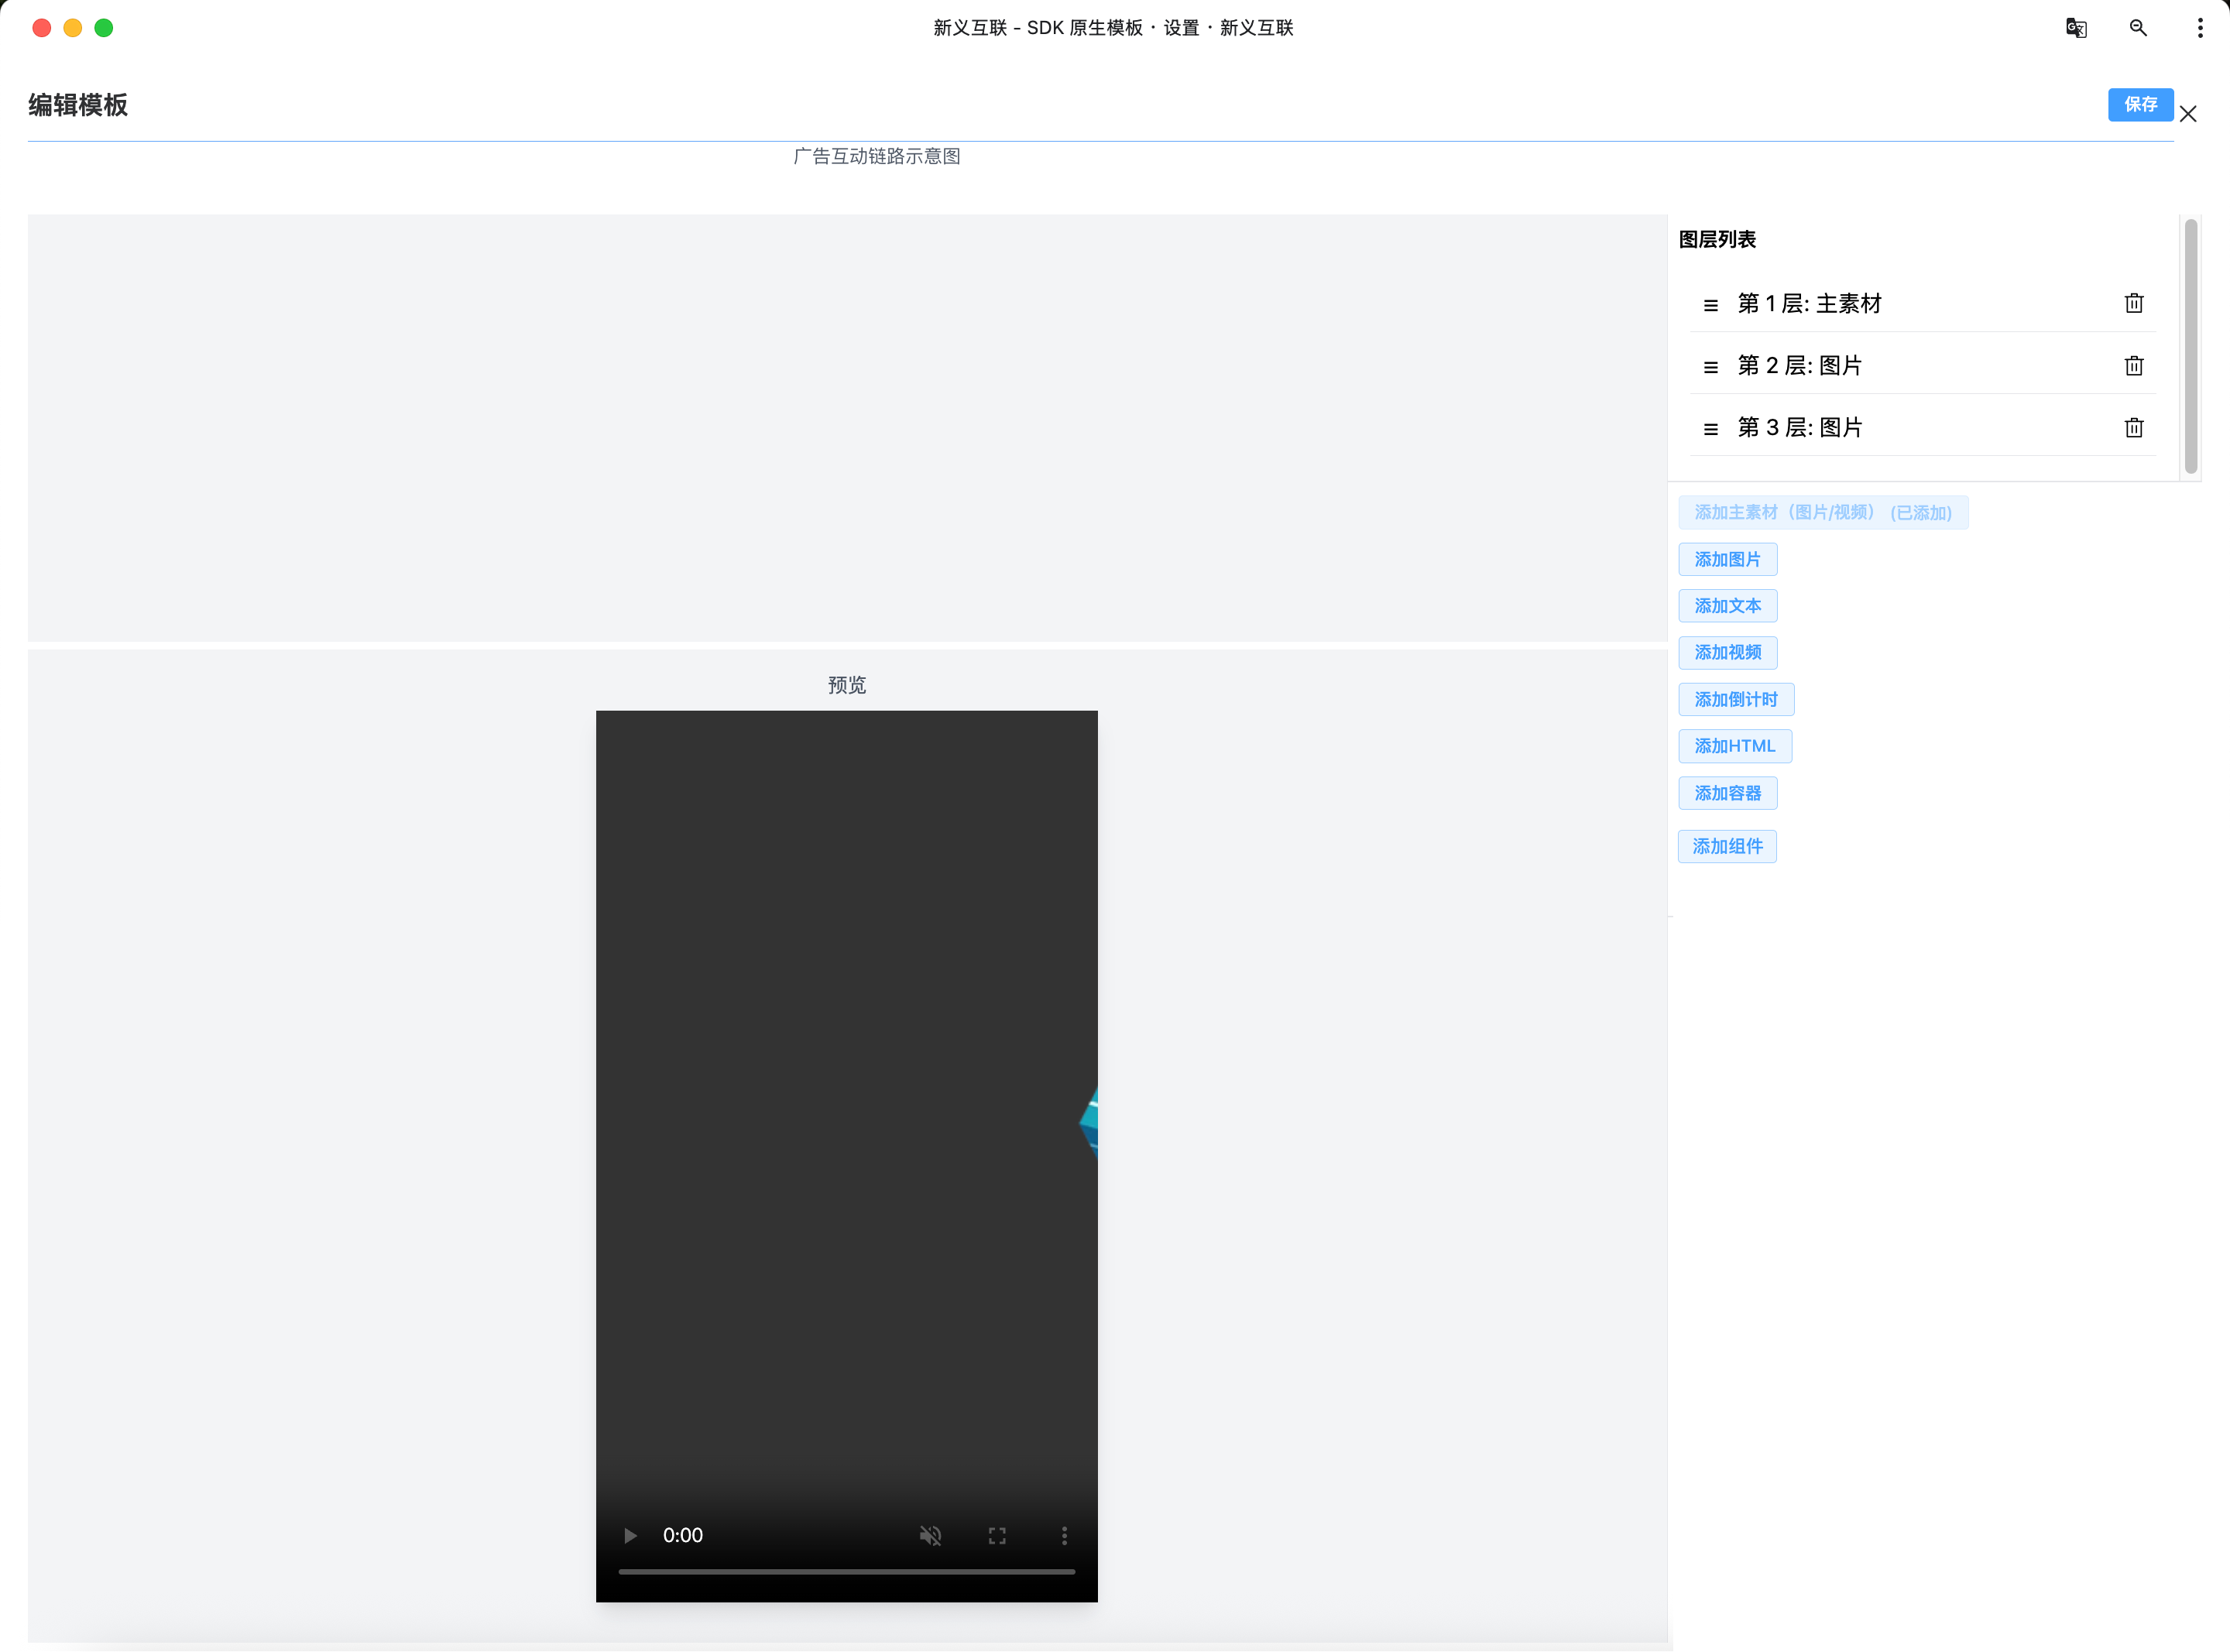 新义互联 - SDK 原生模板 · 设置 · 新义互联
编辑模板
保存
广告互动链路示意图
图层列表
第 1 层: 主素材
第 2 层: 图片
第 3 层: 图片
添加主素材（图片/视频） (已添加)
添加图片
添加文本
添加视频
添加倒计时
添加HTML
添加容器
添加组件
预览
0:00